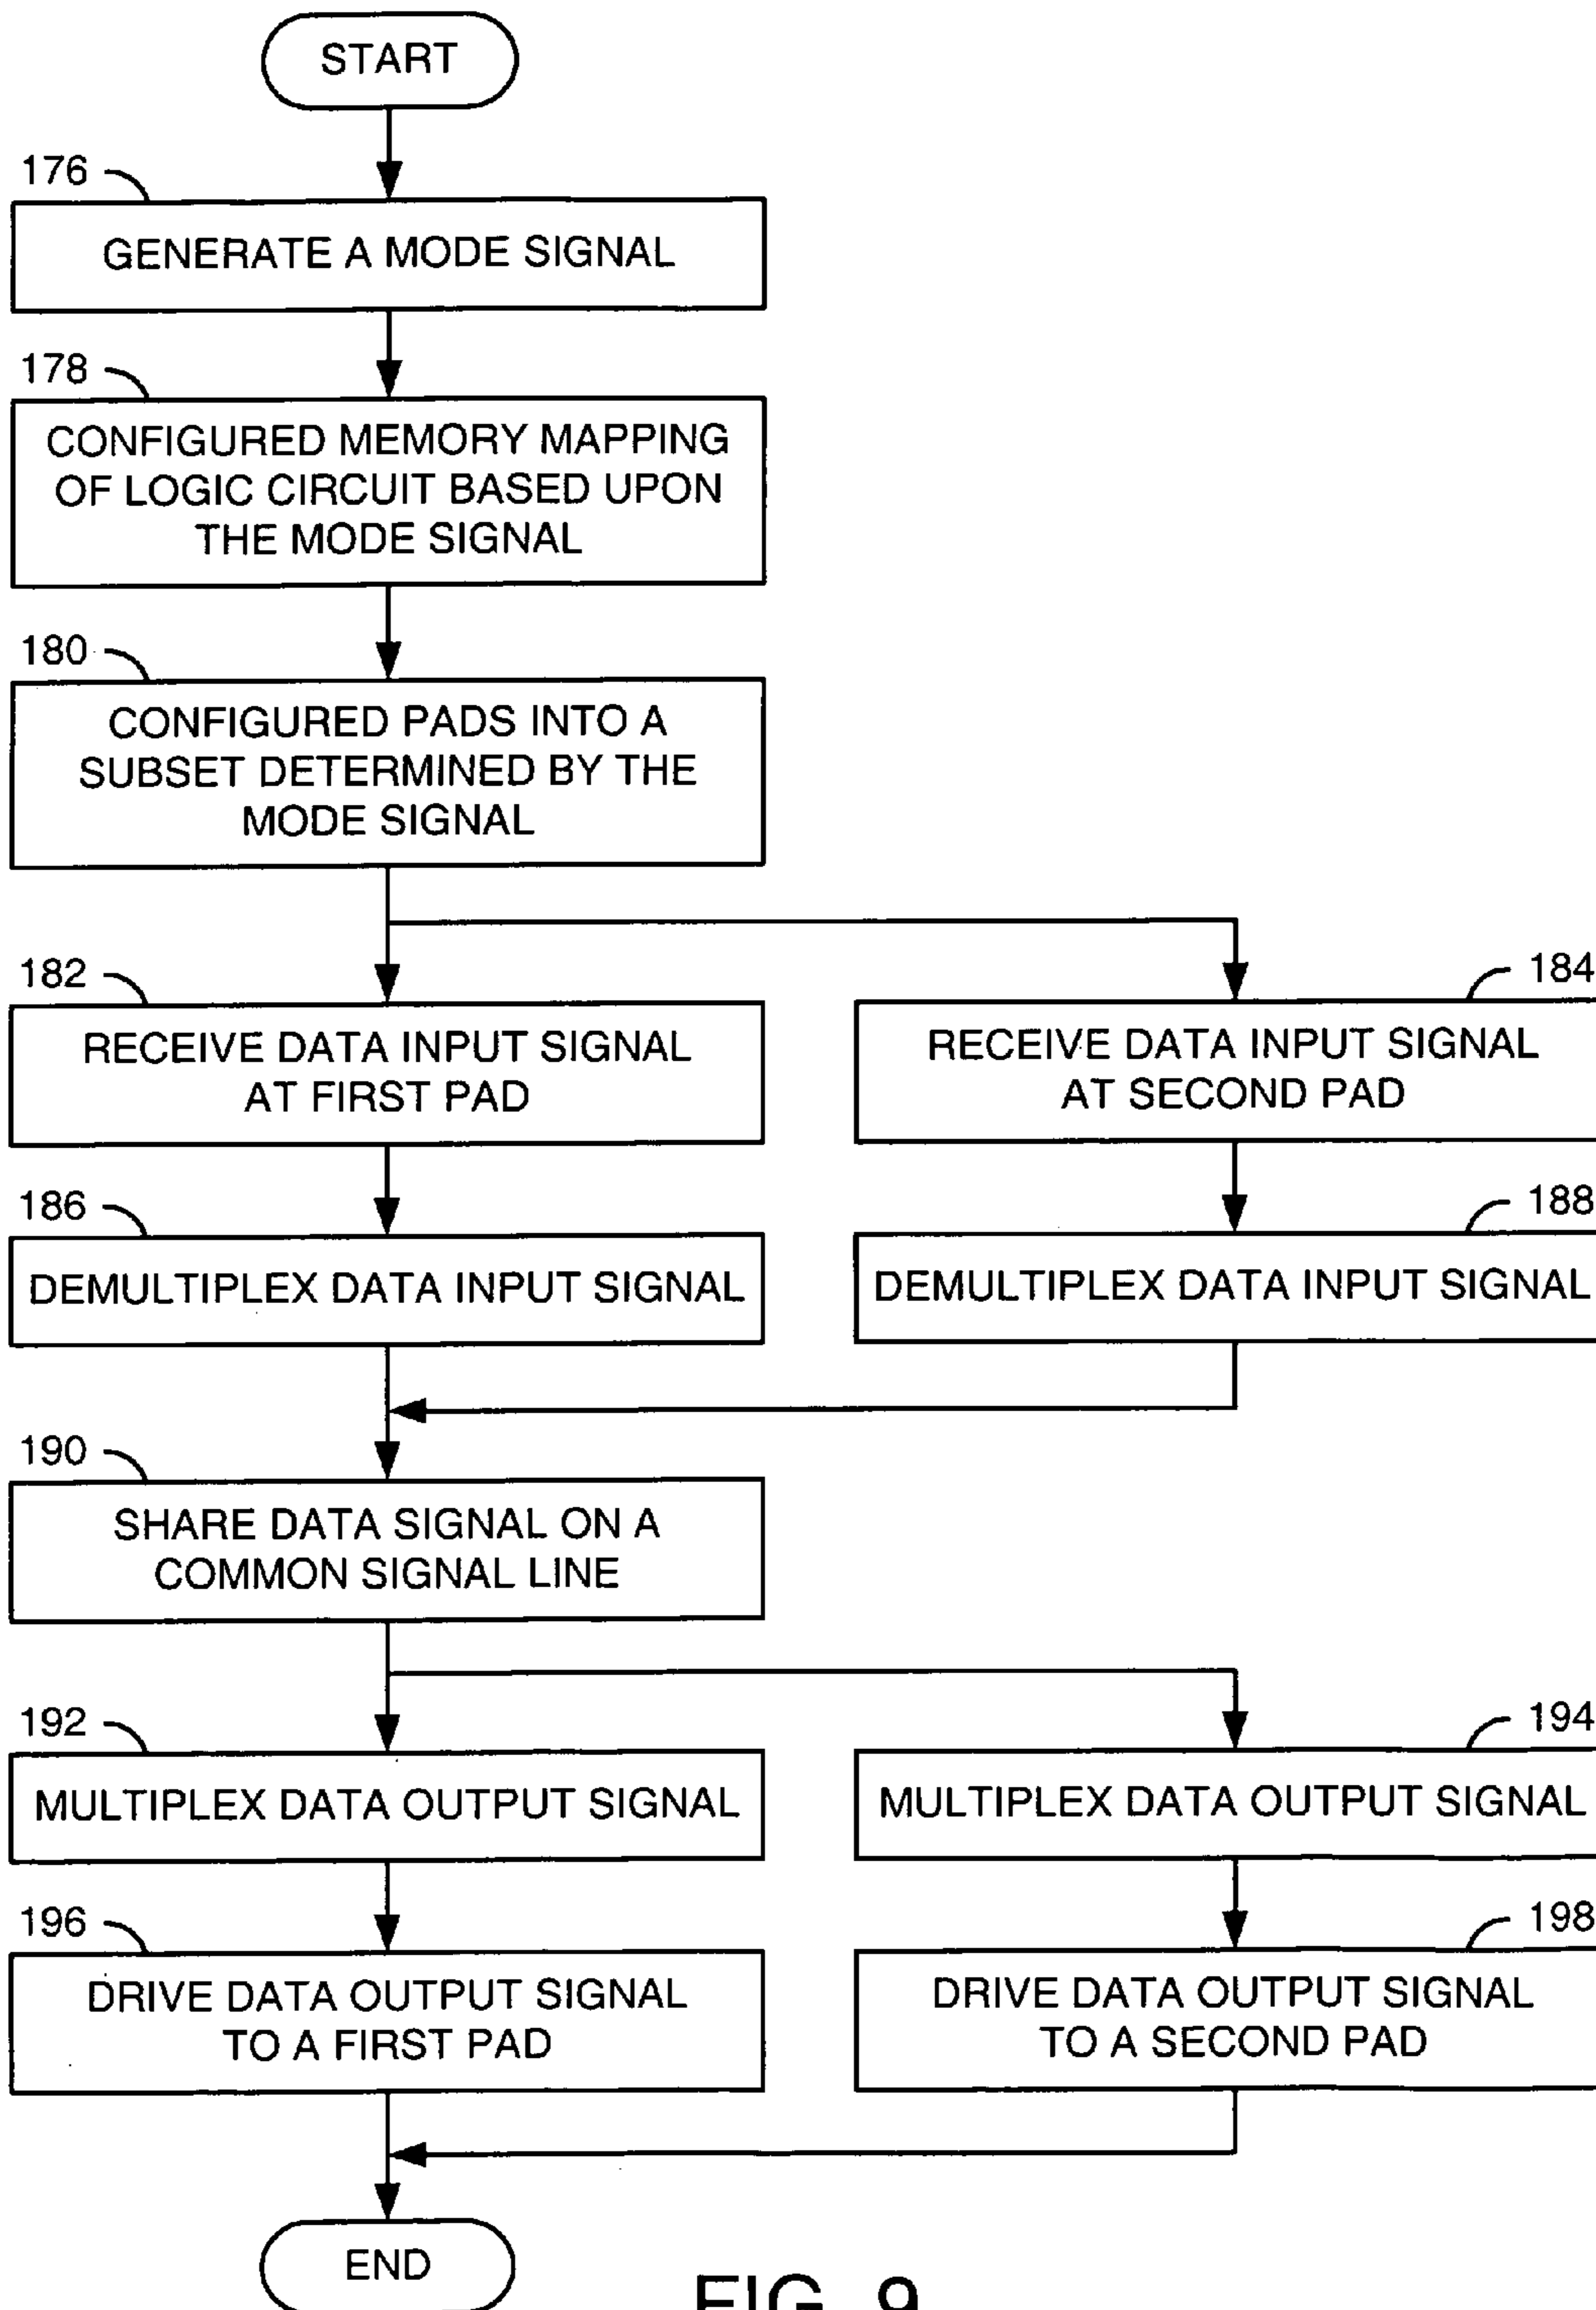 START
176
GENERATE A MODE SIGNAL
178
CONFIGURED MEMORY MAPPING
OF LOGIC CIRCUIT BASED UPON
THE MODE SIGNAL
180
CONFIGURED PADS INTO A
SUBSET DETERMINED BY THE
MODE SIGNAL
182
RECEIVE DATA INPUT SIGNAL
AT FIRST PAD
184
RECEIVE DATA INPUT SIGNAL
AT SECOND PAD
186
DEMULTIPLEX DATA INPUT SIGNAL
188
DEMULTIPLEX DATA INPUT SIGNAL
190
SHARE DATA SIGNAL ON A
COMMON SIGNAL LINE
192
MULTIPLEX DATA OUTPUT SIGNAL
194
MULTIPLEX DATA OUTPUT SIGNAL
196
DRIVE DATA OUTPUT SIGNAL
TO A FIRST PAD
198
DRIVE DATA OUTPUT SIGNAL
TO A SECOND PAD
END
FIG. 9